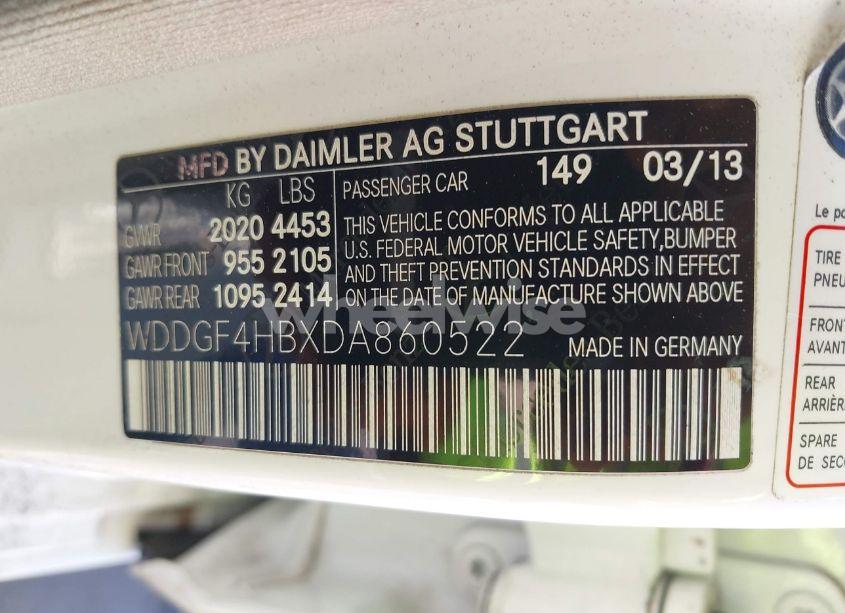 MFD BY DAIMLER AG STUTTGART
KG LBS PASSENGER CAR 149 03/13
GVWR 2020 4453
GAWR FRONT 955 2105
GAWR REAR 1095 2414
THIS VEHICLE CONFORMS TO ALL APPLICABLE
U.S. FEDERAL MOTOR VEHICLE SAFETY,BUMPER
AND THEFT PREVENTION STANDARDS IN EFFECT
ON THE DATE OF MANUFACTURE SHOWN ABOVE
wheelwise
WDDGF4HBXDA860522 MADE IN GERMANY
Le
TIRE
PNEU
FRONT
AVANT
REAR
ARRIÈR
SPARE
DE SECO